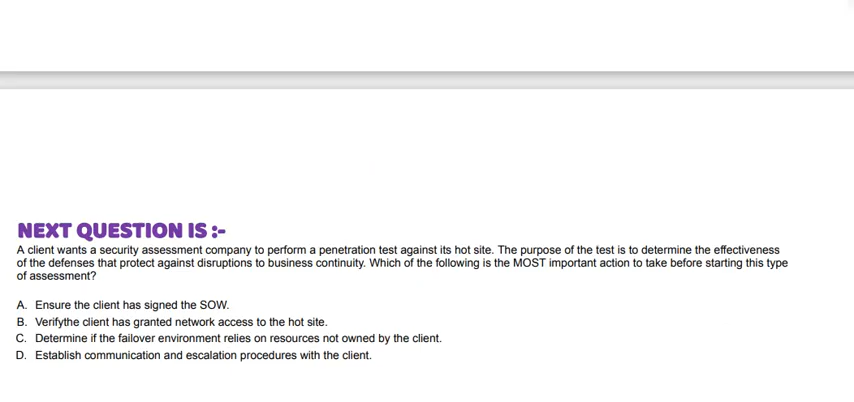 NEXT QUESTION IS :-
A client wants a security assessment company to perform a penetration test against its hot site. The purpose of the test is to determine the effectiveness
of the defenses that protect against disruptions to business continuity. Which of the following is the MOST important action to take before starting this type
of assessment?
A. Ensure the client has signed the SOW.
B. Verifythe client has granted network access to the hot site.
C. Determine if the failover environment relies on resources not owned by the client.
D. Establish communication and escalation procedures with the client.